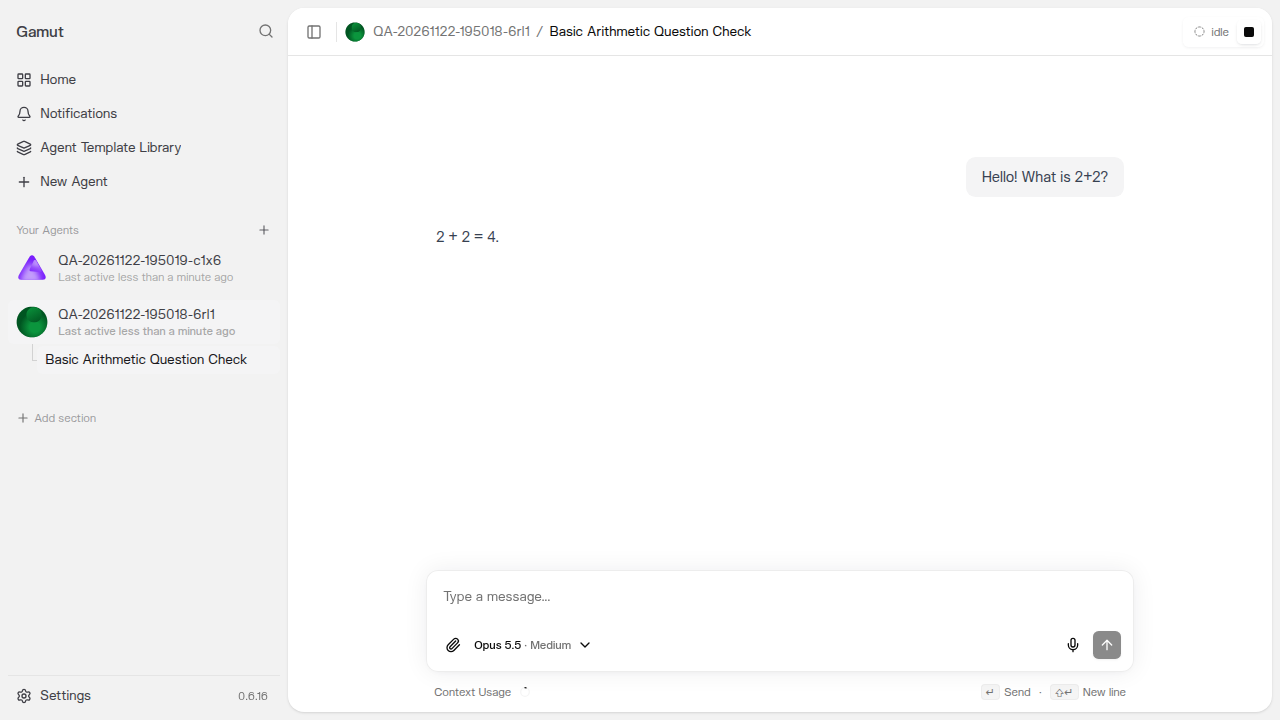 Gamut
Home
Notifications
Agent Template Library
New Agent
Your Agents
QA-20261122-195019-c1x6
Last active less than a minute ago
QA-20261122-195018-6rl1
Last active less than a minute ago
Basic Arithmetic Question Check
Add section
Settings
0.6.16
QA-20261122-195018-6rl1 / Basic Arithmetic Question Check
idle
Hello! What is 2+2?
2 + 2 = 4.
Type a message...
Opus 5.5 · Medium
Context Usage
↵ Send · ⇧↵ New line